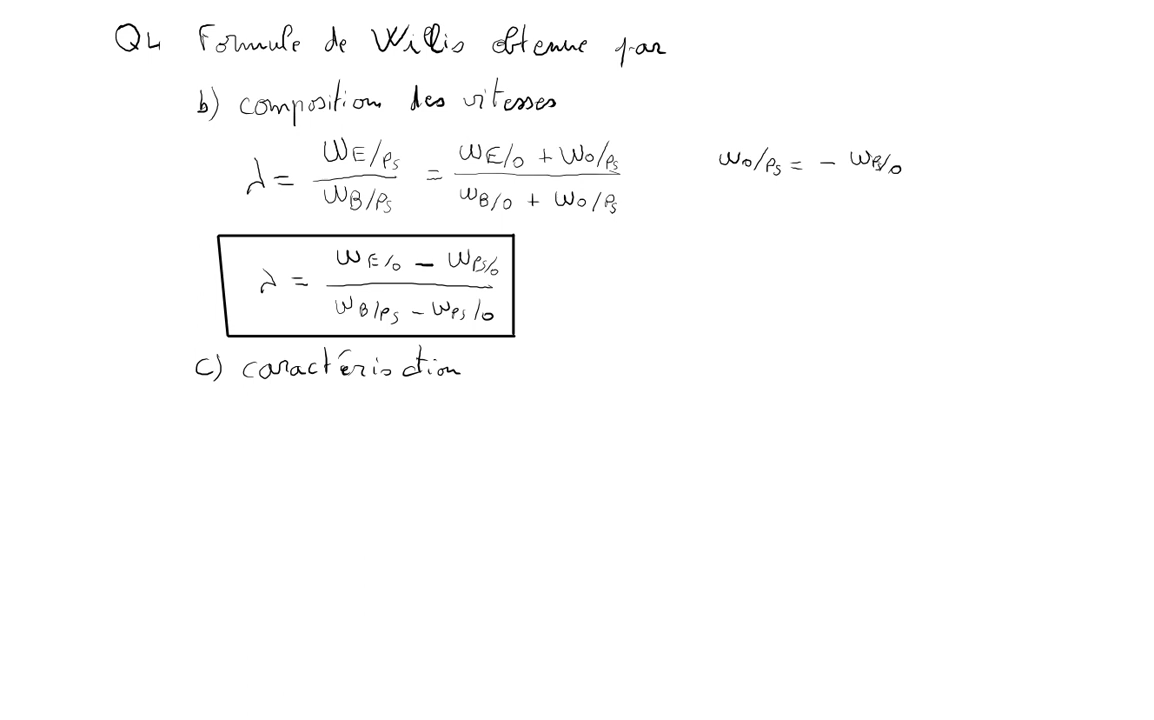 Q4 Formule de Willis obtenue par
b) composition des vitesses
λ = ωE/PS / ωB/PS = (ωE/0 + ω0/PS) / (ωB/0 + ω0/PS)    ω0/PS = - ωPS/0
λ = (ωE/0 - ωPS/0) / (ωB/PS - ωPS/0)
c) caractérisation